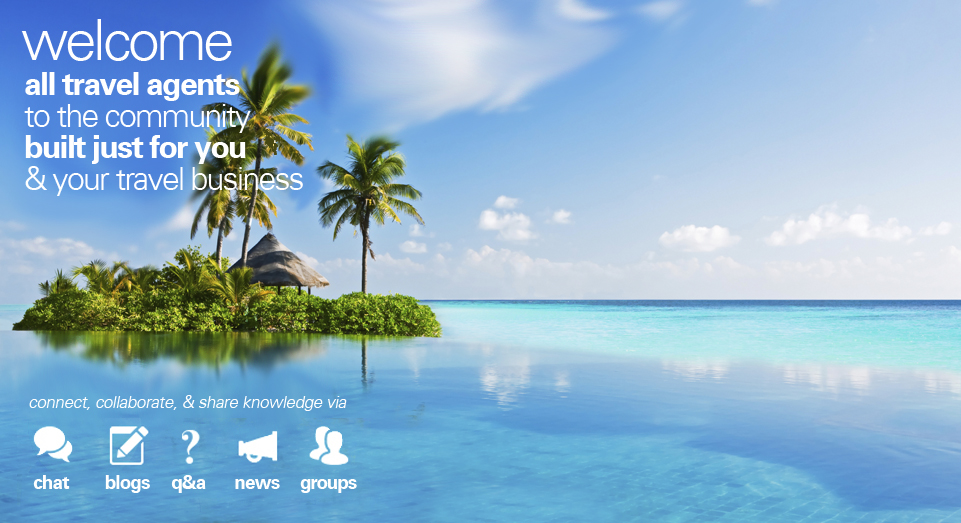 welcome
all travel agents
to the community
built just for you
& your travel business
connect, collaborate, & share knowledge via
chat blogs q&a news groups